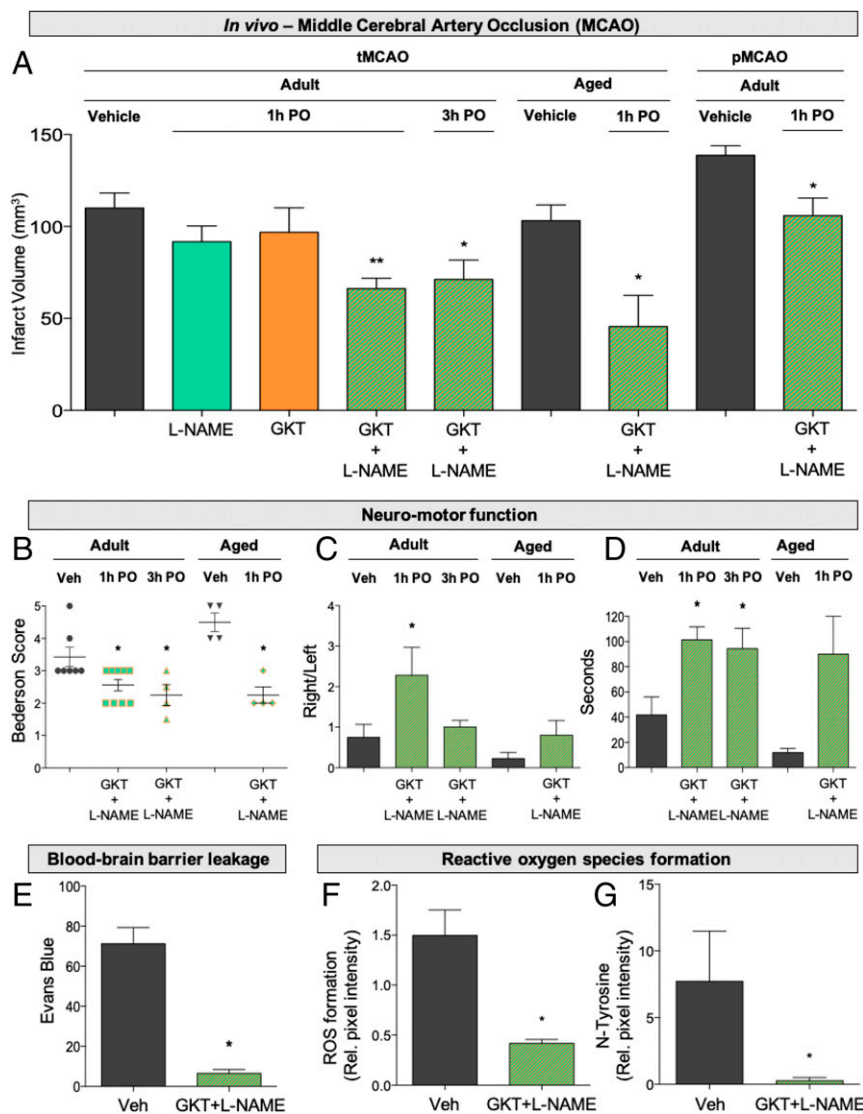 In vivo – Middle Cerebral Artery Occlusion (MCAO)
A
tMCAO
pMCAO
Adult
Aged
Adult
Vehicle
1h PO
3h PO
Vehicle
1h PO
Vehicle
1h PO
Infarct Volume (mm³)
150
100
50
0
**
*
*
*
L-NAME
GKT
GKT
+
L-NAME
GKT
+
L-NAME
GKT
+
L-NAME
GKT
+
L-NAME
Neuro-motor function
B
Adult
Aged
Veh
1h PO
3h PO
Veh
1h PO
Bederson Score
5
4
3
2
1
0
*
*
*
GKT
+
L-NAME
GKT
+
L-NAME
GKT
+
L-NAME
C
Adult
Aged
Veh
1h PO
3h PO
Veh
1h PO
Right/Left
4
3
2
1
0
*
GKT
+
L-NAME
GKT
+
L-NAME
GKT
+
L-NAME
D
Adult
Aged
Veh
1h PO
3h PO
Veh
1h PO
Seconds
120
100
80
60
40
20
0
*
*
GKT
+
L-NAME
GKT
+
L-NAME
GKT
+
L-NAME
Blood-brain barrier leakage
E
Evans Blue
100
80
60
40
20
0
*
Veh
GKT+L-NAME
Reactive oxygen species formation
F
ROS formation
(Rel. pixel intensity)
2.0
1.5
1.0
0.5
0.0
*
Veh
GKT+L-NAME
G
N-Tyrosine
(Rel. pixel intensity)
15
10
5
0
*
Veh
GKT+L-NAME